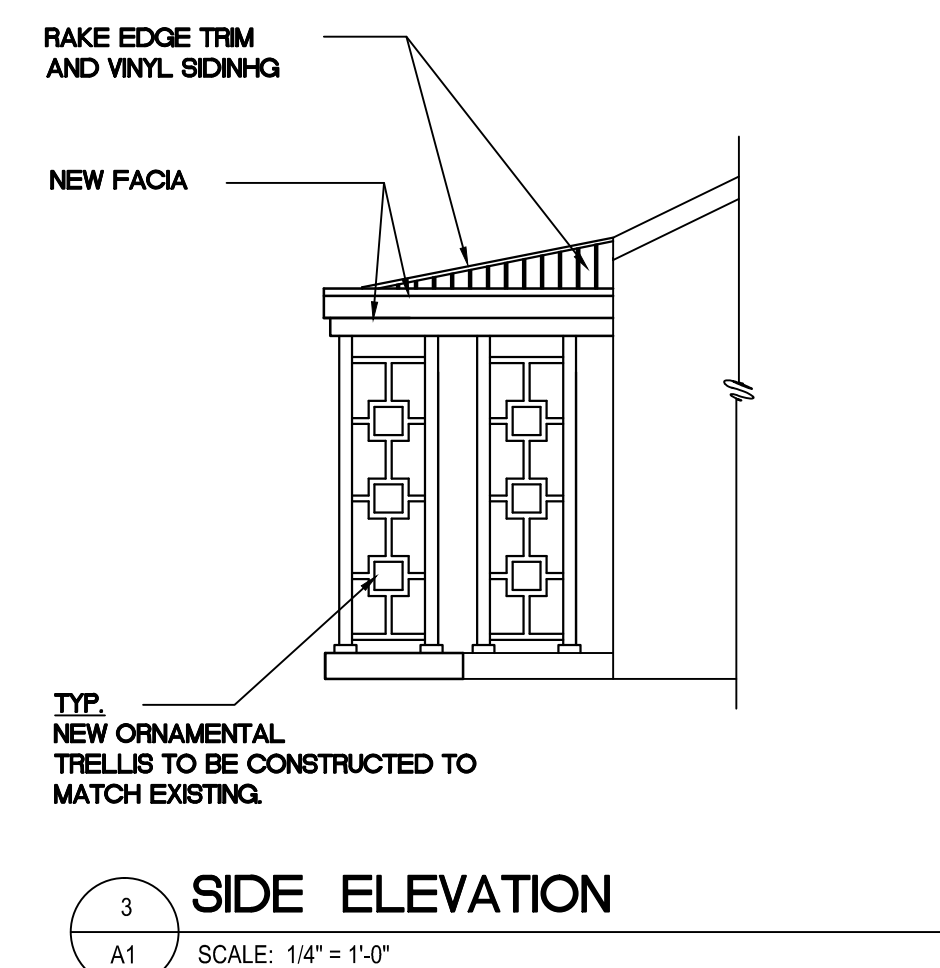 RAKE EDGE TRIM
AND VINYL SIDINHG
NEW FACIA
TYP.
NEW ORNAMENTAL
TRELLIS TO BE CONSTRUCTED TO
MATCH EXISTING.
3
SIDE ELEVATION
A1
SCALE: 1/4" = 1'-0"